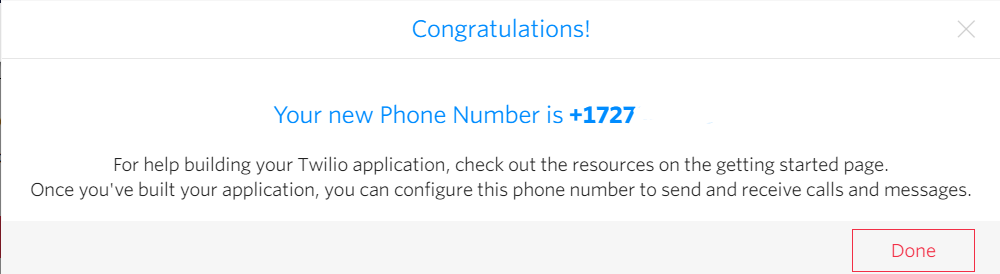 Congratulations!
Your new Phone Number is +1727
For help building your Twilio application, check out the resources on the getting started page.
Once you've built your application, you can configure this phone number to send and receive calls and messages.
Done